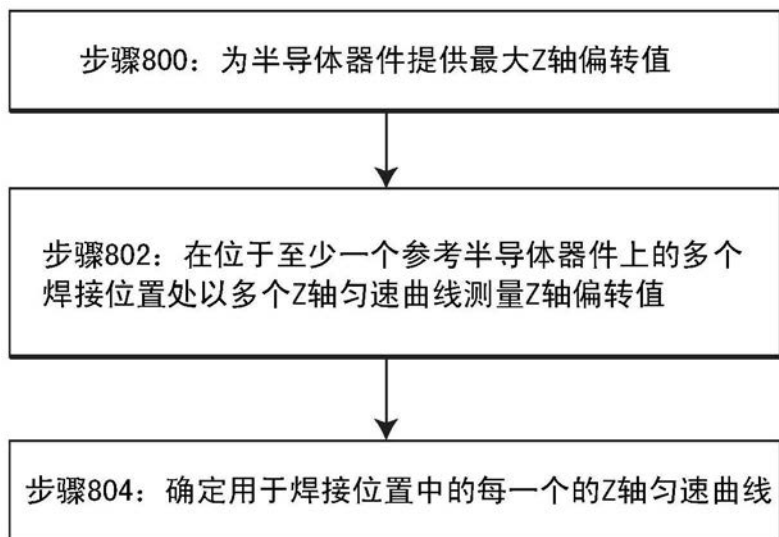 步骤800：为半导体器件提供最大Z轴偏转值
步骤802：在位于至少一个参考半导体器件上的多个
焊接位置处以多个Z轴匀速曲线测量Z轴偏转值
步骤804：确定用于焊接位置中的每一个的Z轴匀速曲线